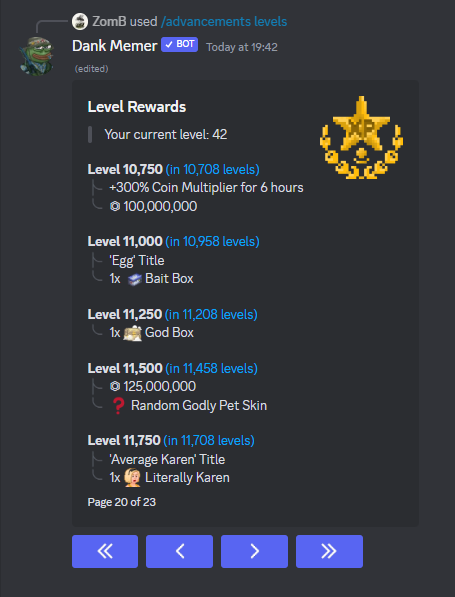 ZomB used /advancements levels
Dank Memer ✓ BOT Today at 19:42
(edited)
Level Rewards
XP
Your current level: 42
Level 10,750 (in 10,708 levels)
+300% Coin Multiplier for 6 hours
100,000,000
Level 11,000 (in 10,958 levels)
'Egg' Title
1x Bait Box
Level 11,250 (in 11,208 levels)
1x God Box
Level 11,500 (in 11,458 levels)
125,000,000
❓ Random Godly Pet Skin
Level 11,750 (in 11,708 levels)
'Average Karen' Title
1x Literally Karen
Page 20 of 23